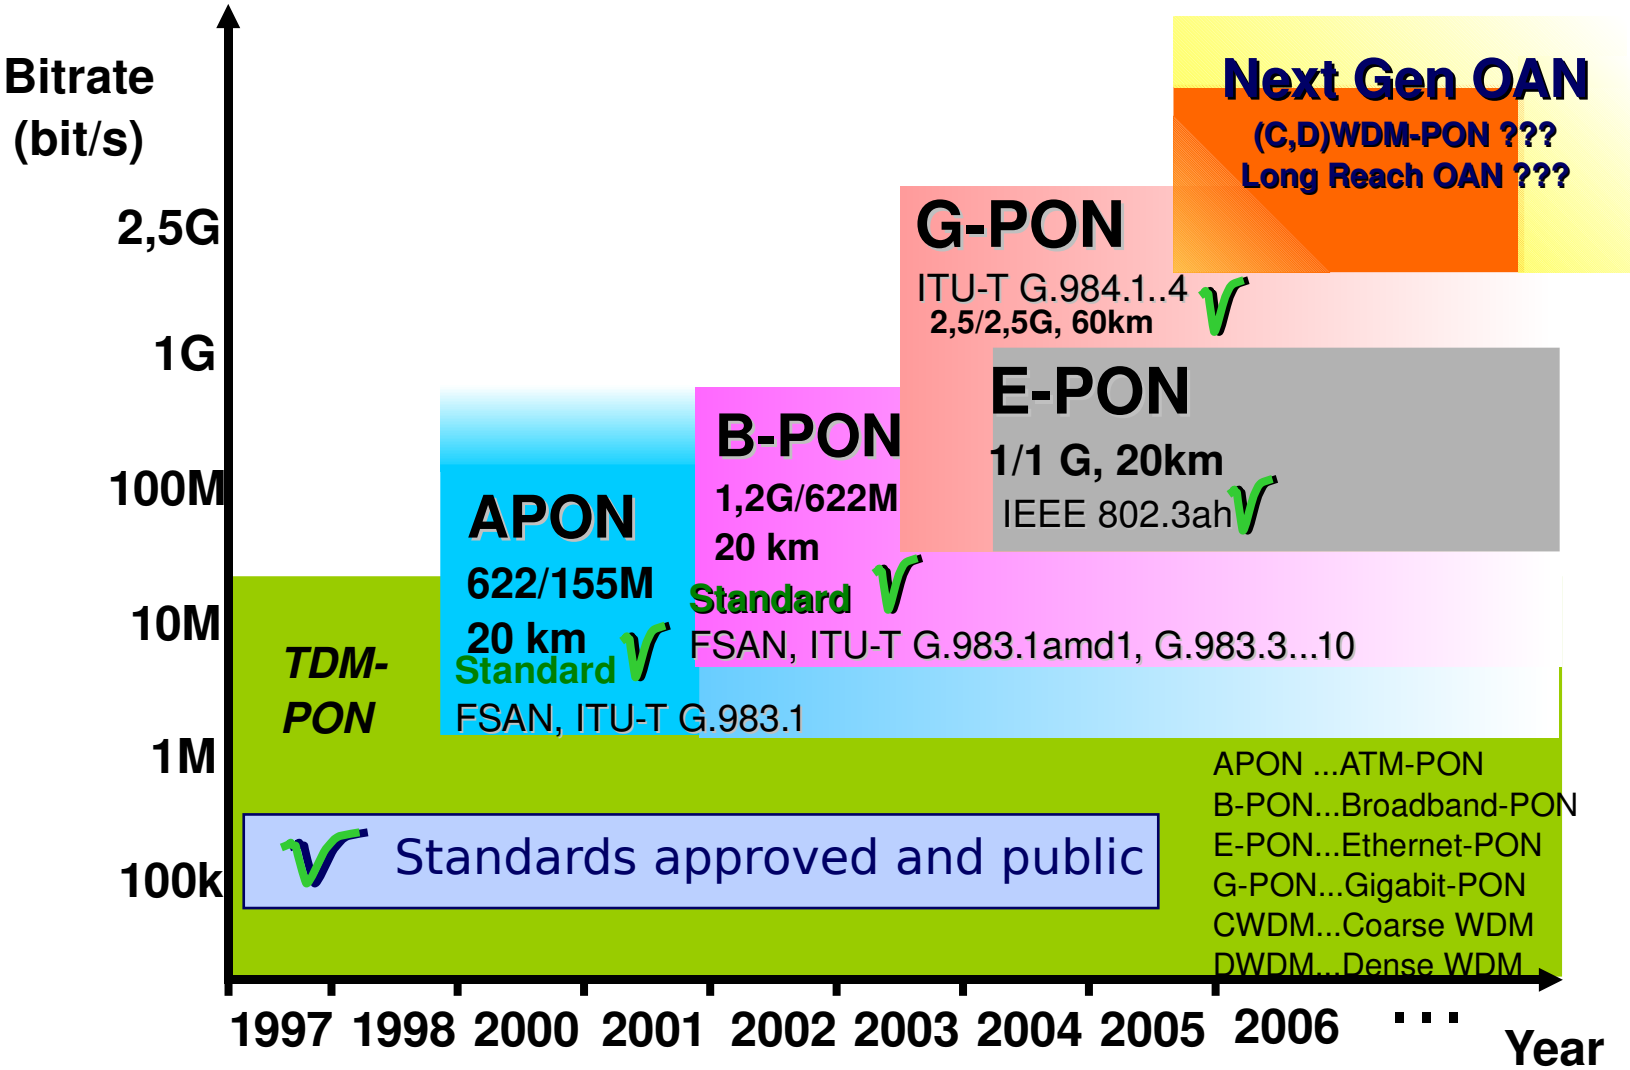 Bitrate
(bit/s)
2,5G
1G
100M
10M
1M
100k
Next Gen OAN
(C,D)WDM-PON ???
Long Reach OAN ???
G-PON
ITU-T G.984.1..4
2,5/2,5G, 60km
E-PON
1/1 G, 20km
IEEE 802.3ah
B-PON
1,2G/622M
20 km
Standard
FSAN, ITU-T G.983.1amd1, G.983.3...10
APON
622/155M
20 km
Standard
FSAN, ITU-T G.983.1
TDM-
PON
Standards approved and public
APON ...ATM-PON
B-PON...Broadband-PON
E-PON...Ethernet-PON
G-PON...Gigabit-PON
CWDM...Coarse WDM
DWDM...Dense WDM
1997 1998 2000 2001 2002 2003 2004 2005 2006 ...
Year